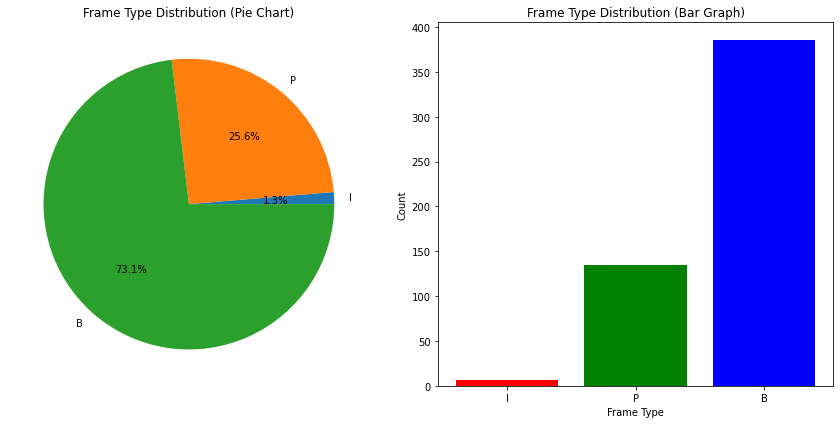 Frame Type Distribution (Pie Chart)
P
25.6%
1.3%
I
73.1%
B
Frame Type Distribution (Bar Graph)
400
350
300
250
200
150
100
50
0
Count
I
P
B
Frame Type